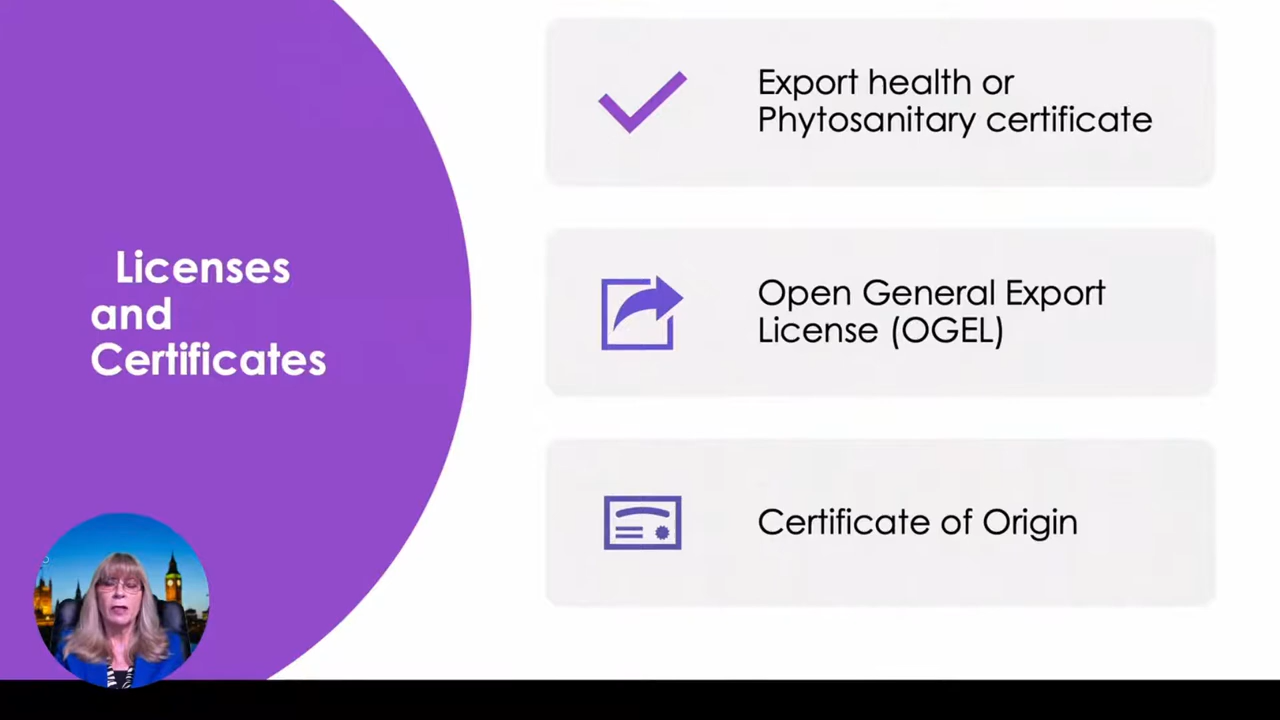 Licenses
and
Certificates
Export health or
Phytosanitary certificate
Open General Export
License (OGEL)
Certificate of Origin